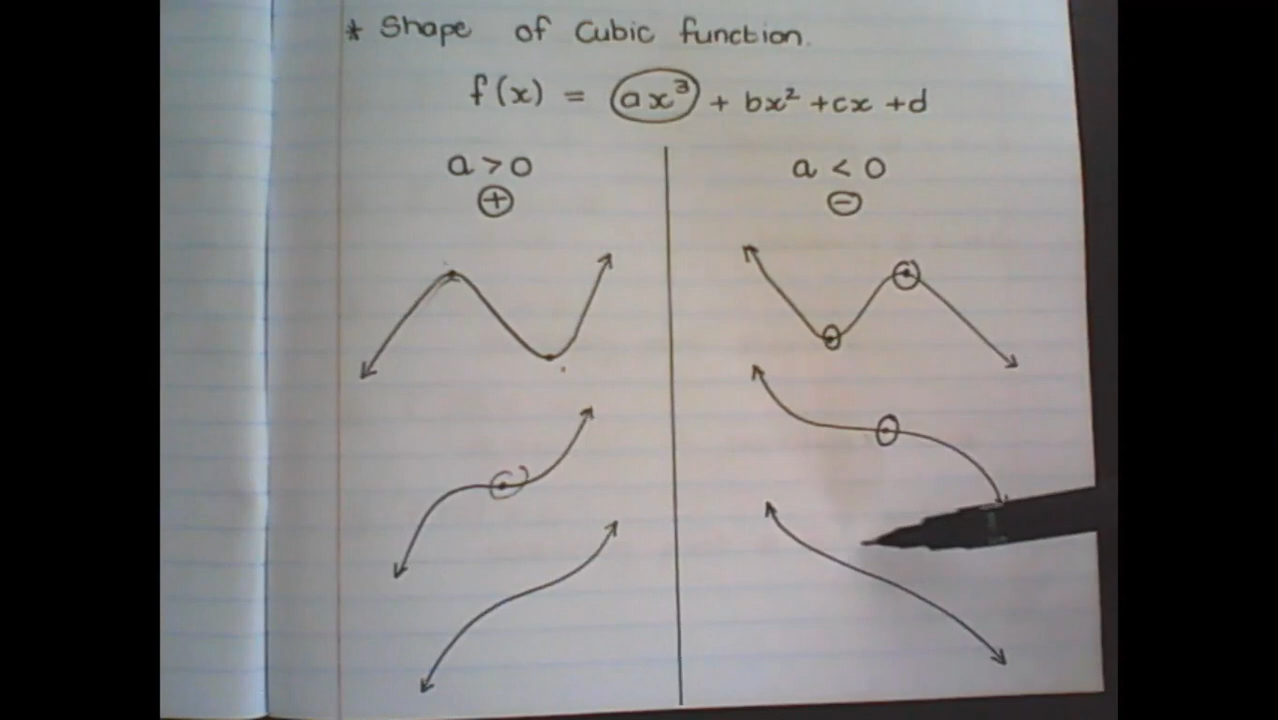 * Shape of Cubic function.
f(x) = ax³ + bx² + cx + d
a > 0
+
a < 0
-